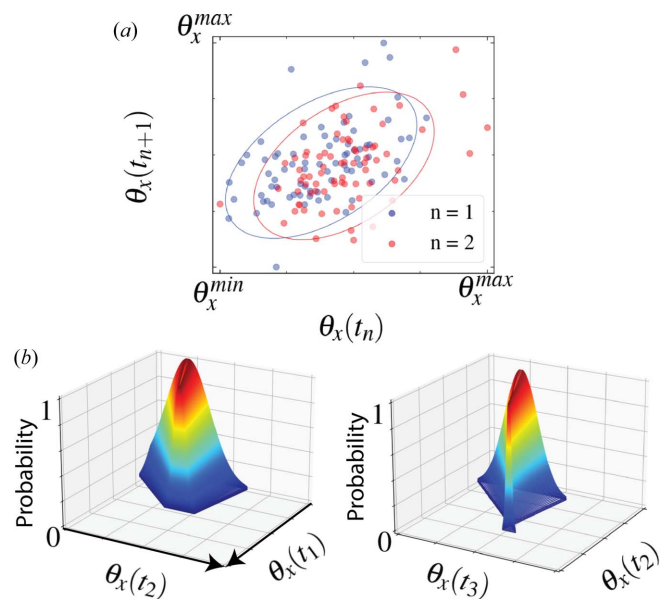 (a)
θ_x^{max}
θ_x(t_{n+1})
n = 1
n = 2
θ_x^{min} θ_x^{max}
θ_x(t_n)
(b)
1 1
Probability Probability
0 0
θ_x(t_2) θ_x(t_1) θ_x(t_3) θ_x(t_2)